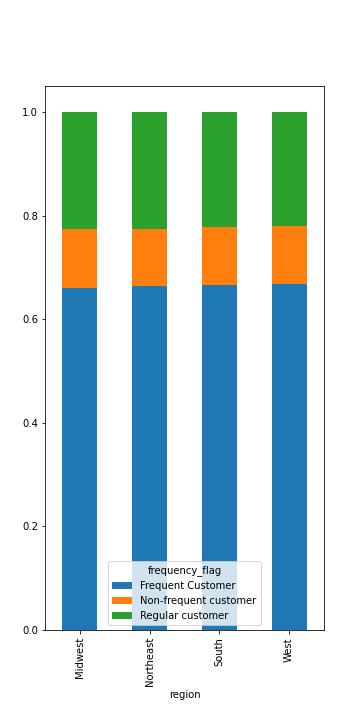 1.0
0.8
0.6
0.4
0.2
0.0
frequency_flag
Frequent Customer
Non-frequent customer
Regular customer
Midwest
Northeast
South
West
region